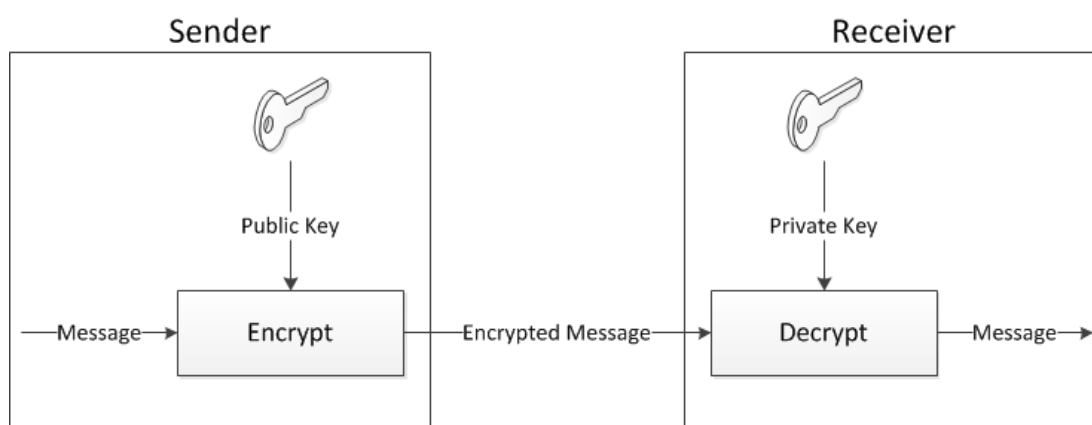 Sender
Receiver
Public Key
Private Key
Message
Encrypt
Encrypted Message
Decrypt
Message